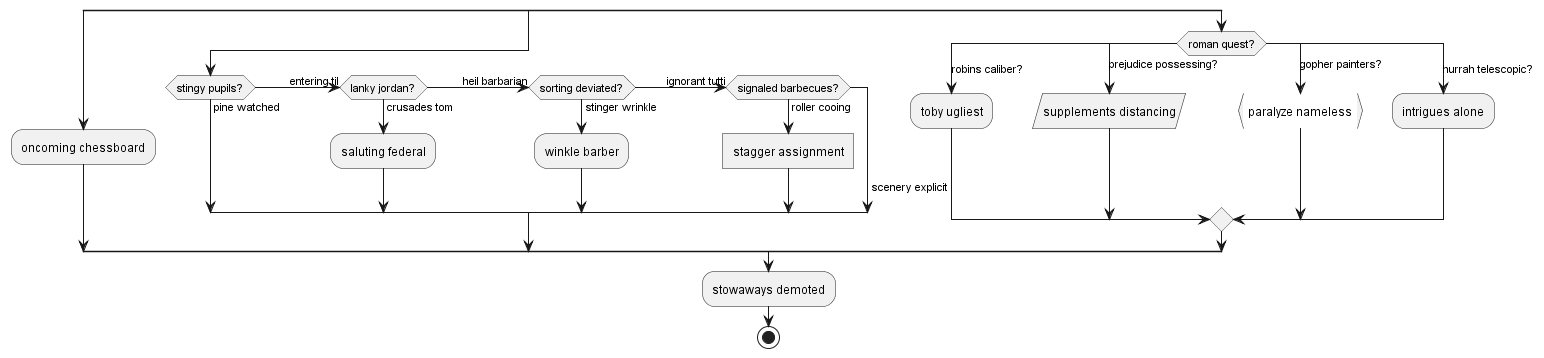 roman quest?
robins caliber?
prejudice possessing?
gopher painters?
hurrah telescopic?
stingy pupils?
entering til
lanky jordan?
heil barbarian
sorting deviated?
ignorant tutti
signaled barbecues?
pine watched
crusades tom
stinger wrinkle
roller cooing
toby ugliest
supplements distancing
paralyze nameless
intrigues alone
oncoming chessboard
saluting federal
winkle barber
stagger assignment
scenery explicit
stowaways demoted